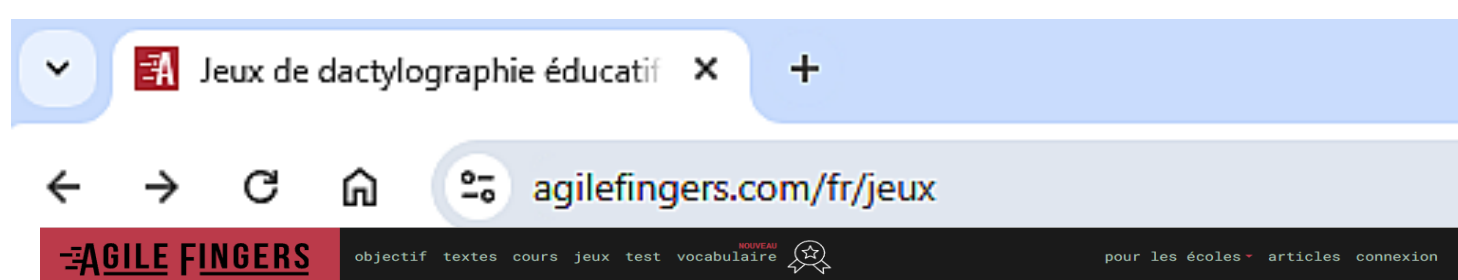 Jeux de dactylographie éducatif
agilefingers.com/fr/jeux
AGILE FINGERS objectif textes cours jeux test vocabulaire NOUVEAU pour les écoles articles connexion